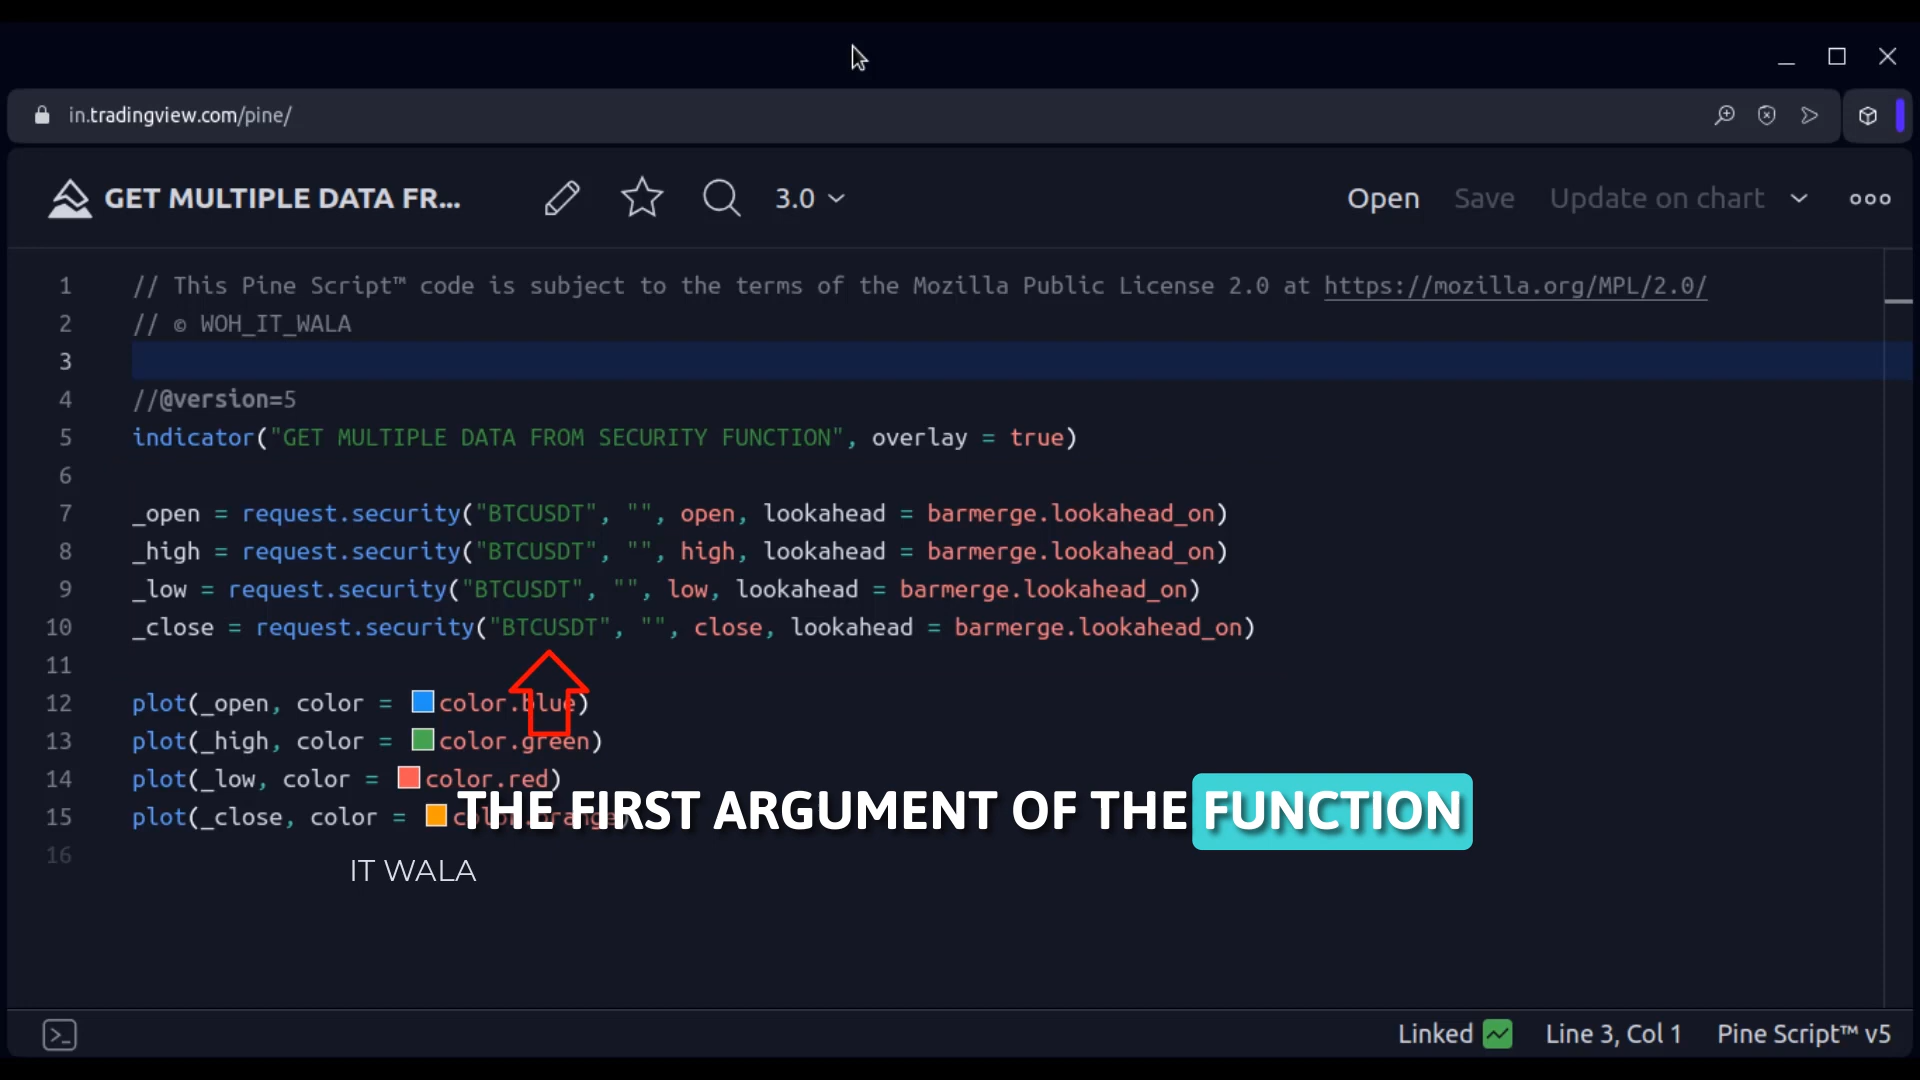 in.tradingview.com/pine/
GET MULTIPLE DATA FR... 3.0 Open Save Update on chart
1 // This Pine Script™ code is subject to the terms of the Mozilla Public License 2.0 at https://mozilla.org/MPL/2.0/
2 // © WOH_IT_WALA
3
4 //@version=5
5 indicator("GET MULTIPLE DATA FROM SECURITY FUNCTION", overlay = true)
6
7 _open = request.security("BTCUSDT", "", open, lookahead = barmerge.lookahead_on)
8 _high = request.security("BTCUSDT", "", high, lookahead = barmerge.lookahead_on)
9 _low = request.security("BTCUSDT", "", low, lookahead = barmerge.lookahead_on)
10 _close = request.security("BTCUSDT", "", close, lookahead = barmerge.lookahead_on)
11
12 plot(_open, color = color.blue)
13 plot(_high, color = color.green)
14 plot(_low, color = color.red)
15 plot(_close, color = color.orange)
THE FIRST ARGUMENT OF THE FUNCTION
16
IT WALA
Linked Line 3, Col 1 Pine Script™ v5